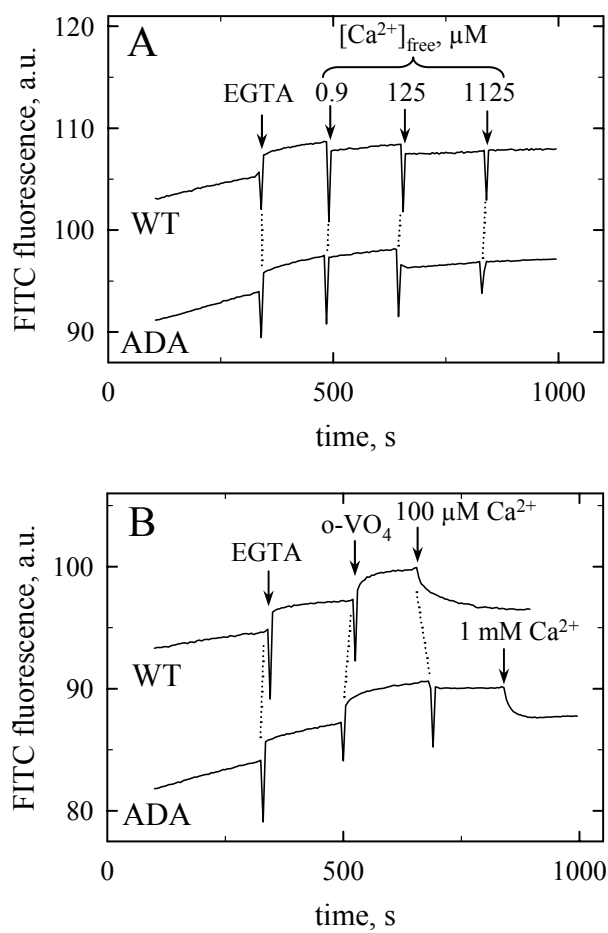 A
[Ca²⁺]free, µM
EGTA 0.9 125 1125
WT
ADA
120
110
100
90
FITC fluorescence, a.u.
0 500 1000
time, s
B
o-VO₄ 100 µM Ca²⁺
EGTA
1 mM Ca²⁺
WT
ADA
100
90
80
FITC fluorescence, a.u.
0 500 1000
time, s